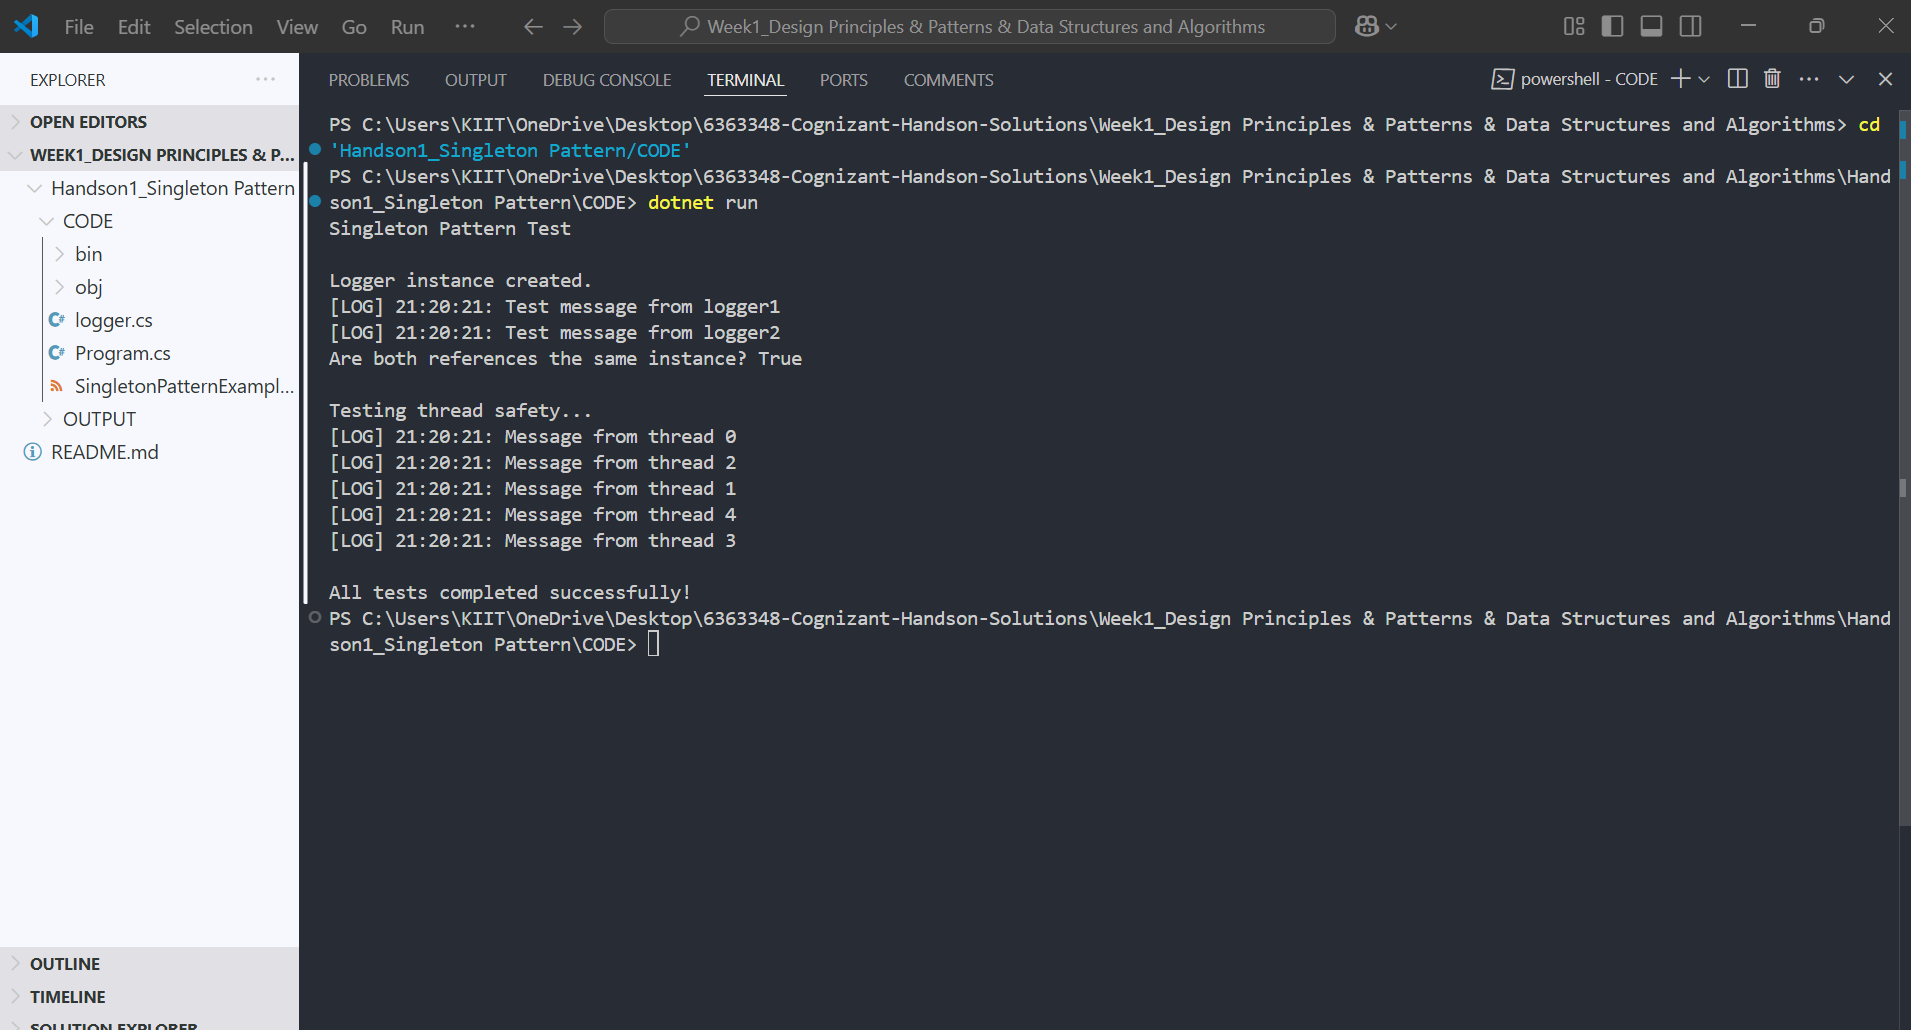 File Edit Selection View Go Run ···
Week1_Design Principles & Patterns & Data Structures and Algorithms
EXPLORER ···
OPEN EDITORS
WEEK1_DESIGN PRINCIPLES & P...
Handson1_Singleton Pattern
CODE
bin
obj
logger.cs
Program.cs
SingletonPatternExampl...
OUTPUT
README.md
OUTLINE
TIMELINE
SOLUTION EXPLORER
PROBLEMS OUTPUT DEBUG CONSOLE TERMINAL PORTS COMMENTS
powershell - CODE
PS C:\Users\KIIT\OneDrive\Desktop\6363348-Cognizant-Handson-Solutions\Week1_Design Principles & Patterns & Data Structures and Algorithms> cd
'Handson1_Singleton Pattern/CODE'
PS C:\Users\KIIT\OneDrive\Desktop\6363348-Cognizant-Handson-Solutions\Week1_Design Principles & Patterns & Data Structures and Algorithms\Hand
son1_Singleton Pattern\CODE> dotnet run
Singleton Pattern Test
Logger instance created.
[LOG] 21:20:21: Test message from logger1
[LOG] 21:20:21: Test message from logger2
Are both references the same instance? True
Testing thread safety...
[LOG] 21:20:21: Message from thread 0
[LOG] 21:20:21: Message from thread 2
[LOG] 21:20:21: Message from thread 1
[LOG] 21:20:21: Message from thread 4
[LOG] 21:20:21: Message from thread 3
All tests completed successfully!
PS C:\Users\KIIT\OneDrive\Desktop\6363348-Cognizant-Handson-Solutions\Week1_Design Principles & Patterns & Data Structures and Algorithms\Hand
son1_Singleton Pattern\CODE>